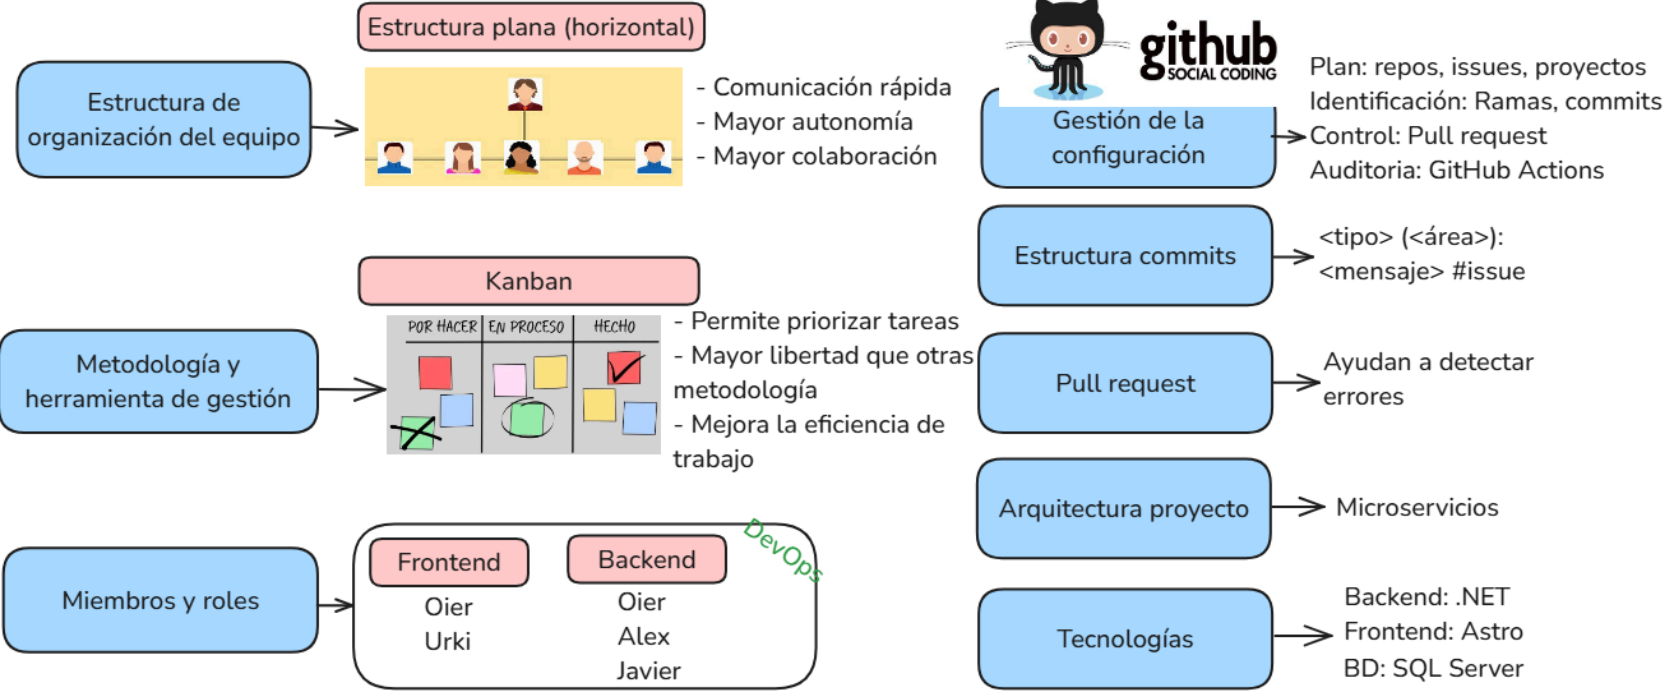 Estructura plana (horizontal)
Estructura de
organización del equipo
- Comunicación rápida
- Mayor autonomía
- Mayor colaboración
Kanban
Metodología y
herramienta de gestión
POR HACER
EN PROCESO
HECHO
- Permite priorizar tareas
- Mayor libertad que otras
metodología
- Mejora la eficiencia de
trabajo
Miembros y roles
DevOps
Frontend
Oier
Urki
Backend
Oier
Alex
Javier
github
SOCIAL CODING
Gestión de la
configuración
Plan: repos, issues, proyectos
Identificación: Ramas, commits
Control: Pull request
Auditoria: GitHub Actions
Estructura commits
<tipo> (<área>):
<mensaje> #issue
Pull request
Ayudan a detectar
errores
Arquitectura proyecto
Microservicios
Tecnologías
Backend: .NET
Frontend: Astro
BD: SQL Server